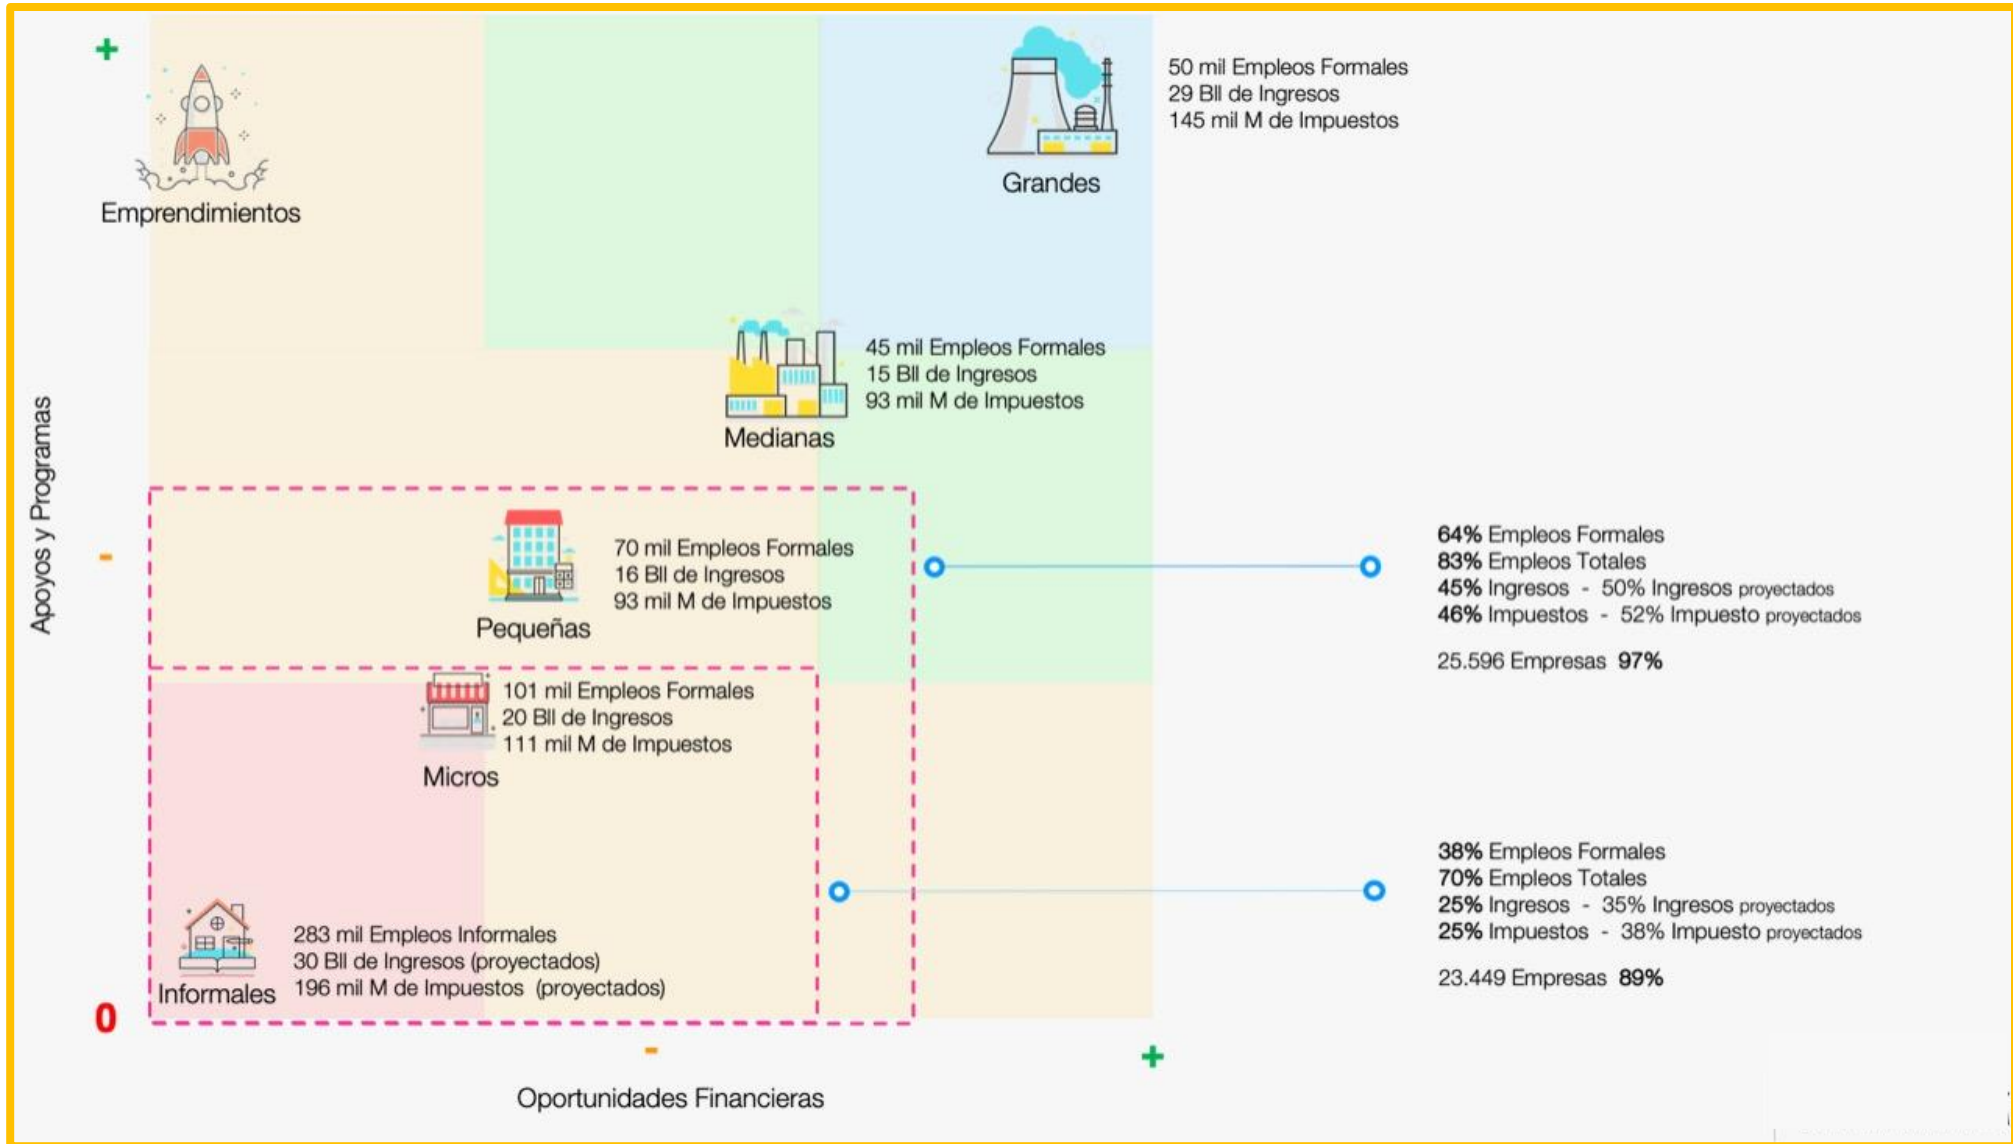 +
Emprendimientos
Grandes
50 mil Empleos Formales
29 Bll de Ingresos
145 mil M de Impuestos
Medianas
45 mil Empleos Formales
15 Bll de Ingresos
93 mil M de Impuestos
Apoyos y Programas
-
Pequeñas
70 mil Empleos Formales
16 Bll de Ingresos
93 mil M de Impuestos
64% Empleos Formales
83% Empleos Totales
45% Ingresos - 50% Ingresos proyectados
46% Impuestos - 52% Impuesto proyectados
25.596 Empresas 97%
Micros
101 mil Empleos Formales
20 Bll de Ingresos
111 mil M de Impuestos
38% Empleos Formales
70% Empleos Totales
25% Ingresos - 35% Ingresos proyectados
25% Impuestos - 38% Impuesto proyectados
23.449 Empresas 89%
Informales
283 mil Empleos Informales
30 Bll de Ingresos (proyectados)
196 mil M de Impuestos (proyectados)
0
-
+
Oportunidades Financieras